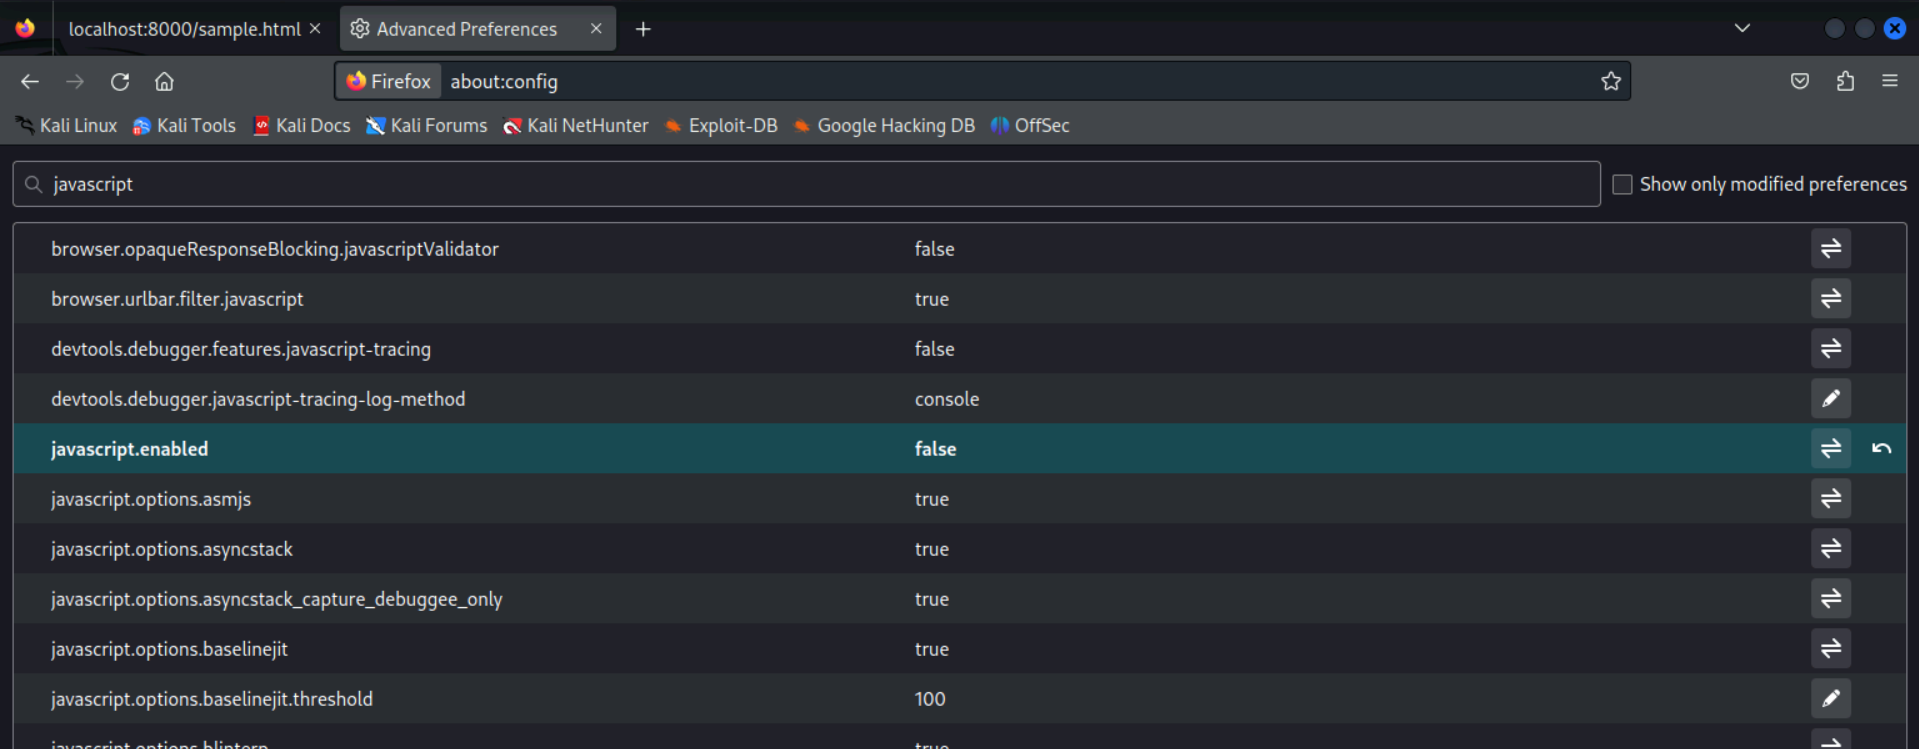 localhost:8000/sample.html
Advanced Preferences
Firefox about:config
Kali Linux Kali Tools Kali Docs Kali Forums Kali NetHunter Exploit-DB Google Hacking DB OffSec
javascript Show only modified preferences
browser.opaqueResponseBlocking.javascriptValidator false
browser.urlbar.filter.javascript true
devtools.debugger.features.javascript-tracing false
devtools.debugger.javascript-tracing-log-method console
javascript.enabled false
javascript.options.asmjs true
javascript.options.asyncstack true
javascript.options.asyncstack_capture_debuggee_only true
javascript.options.baselinejit true
javascript.options.baselinejit.threshold 100
javascript.options.blinterp true